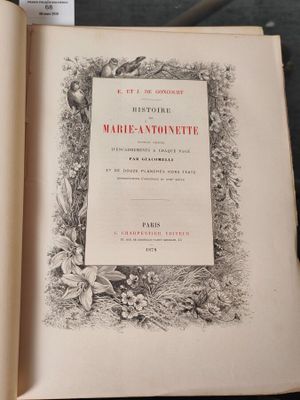 68
E. ET J. DE GONCOURT
HISTOIRE
DE
MARIE-ANTOINETTE
D'ENCADREMENTS A CHAQUE PAGE
PAR GIACOMELLI
ET DE DOUZE PLANCHES HORS TEXTE
PARIS
G. CHARPENTIER, ÉDITEUR
1878